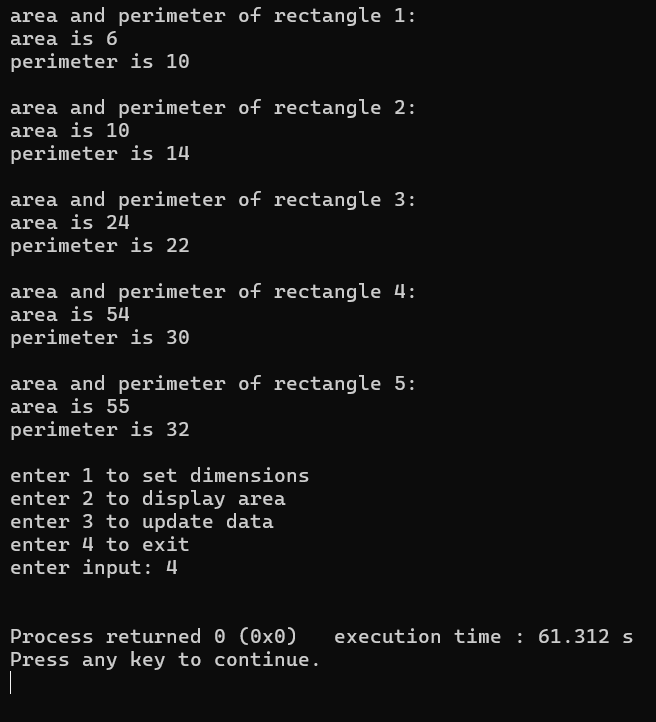 area and perimeter of rectangle 1:
area is 6
perimeter is 10
area and perimeter of rectangle 2:
area is 10
perimeter is 14
area and perimeter of rectangle 3:
area is 24
perimeter is 22
area and perimeter of rectangle 4:
area is 54
perimeter is 30
area and perimeter of rectangle 5:
area is 55
perimeter is 32
enter 1 to set dimensions
enter 2 to display area
enter 3 to update data
enter 4 to exit
enter input: 4
Process returned 0 (0x0)   execution time : 61.312 s
Press any key to continue.